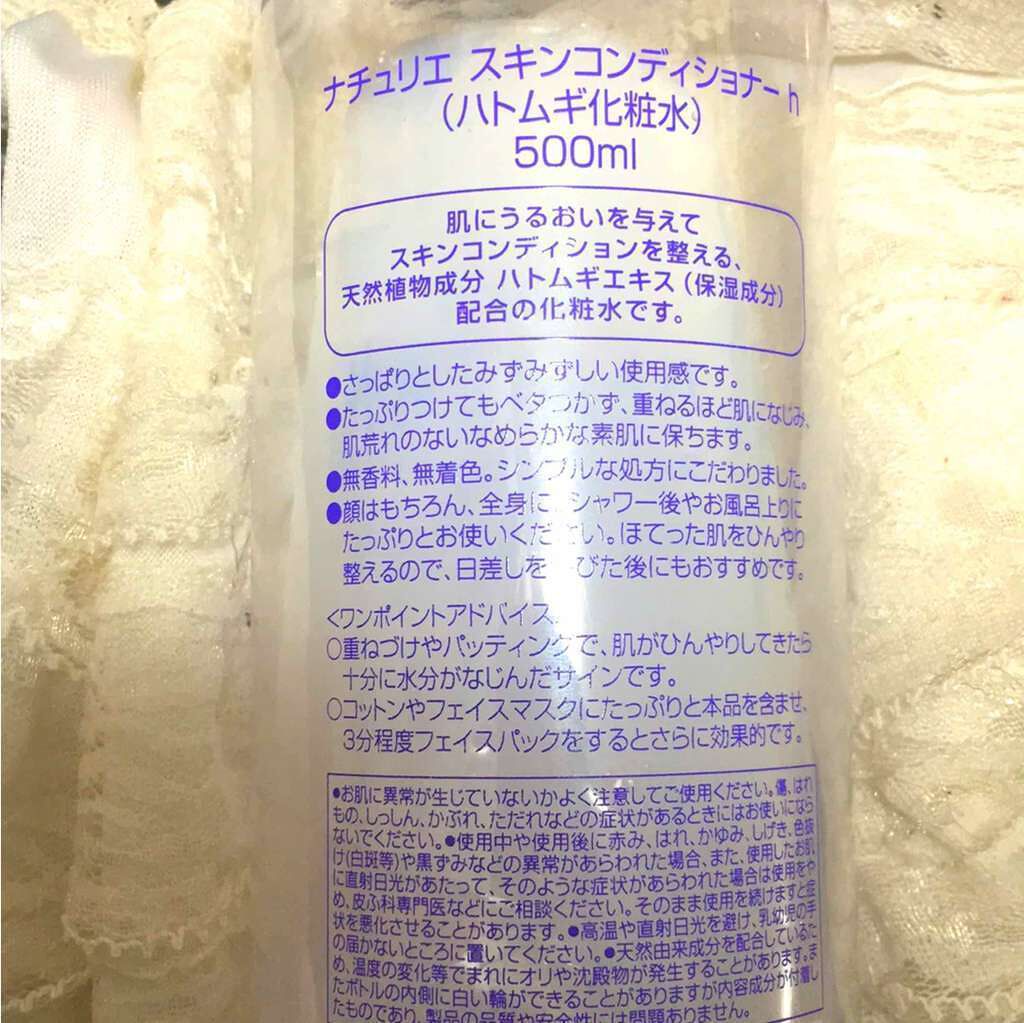 ナチュリエ スキンコンディショナー h
(ハトムギ化粧水)
500ml
肌にうるおいを与えて
スキンコンディションを整える、
天然植物成分 ハトムギエキス(保湿成分)
配合の化粧水です。
●さっぱりとしたみずみずしい使用感です。
●たっぷりつけてもベタつかず、重ねるほど肌になじみ、
肌荒れのないなめらかな素肌に保ちます。
●無香料、無着色。シンプルな処方にこだわりました。
●顔はもちろん、全身に、シャワー後やお風呂上りに
たっぷりとお使いください。ほてった肌をひんやり
整えるので、日差しを びた後にもおすすめです。
<ワンポイントアドバイス
○重ねづけやパッティングで、肌がひんやりしてきたら
十分に水分がなじんだサインです。
○コットンやフェイスマスクにたっぷりと本品を含ませ、
3分程度フェイスパックをするとさらに効果的です。
●お肌に異常が生じていないかよく注意してご使用ください。傷、はれ
もの、しっしん、かぶれ、ただれなどの症状があるときにはお使いになら
ないでください。●使用中や使用後に赤み、はれ、かゆみ、しげき、色抜
け(白斑等)や黒ずみなどの異常があらわれた場合、また、使用したお肌
に直射日光があたって、そのような症状があらわれた場合は使用をや
め、皮ふ科専門医などにご相談ください。そのまま使用を続けますと症
状を悪化させることがあります。●高温や直射日光を避け、乳幼児の手
の届かないところに置いてください。●天然由来成分を配合しているた
め、温度の変化等でまれにオリや沈殿物が発生することがあります。ま
たボトルの内側に白い輪ができることがありますが内容成分が付着し
たものであり、製品の品質や安全性には問題ありません。